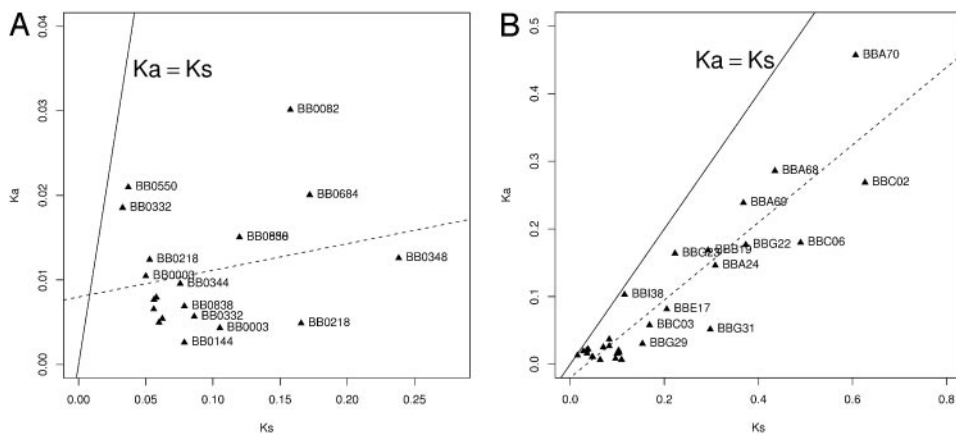 A
Ka = Ks
BB0082
BB0550
BB0684
BB0332
BB0218
BB0348
BB0003
BB0344
BB0838
BB0332
BB0003
BB0218
BB0144
0.00
0.01
0.02
0.03
0.04
Ka
0.00
0.05
0.10
0.15
0.20
0.25
Ks
B
Ka = Ks
BBA70
BBA68
BBC02
BBA69
BBG22
BBC06
BBB19
BBA24
BBI38
BBE17
BBC03
BBG31
BBG29
0.0
0.1
0.2
0.3
0.4
0.5
Ka
0.0
0.2
0.4
0.6
0.8
Ks